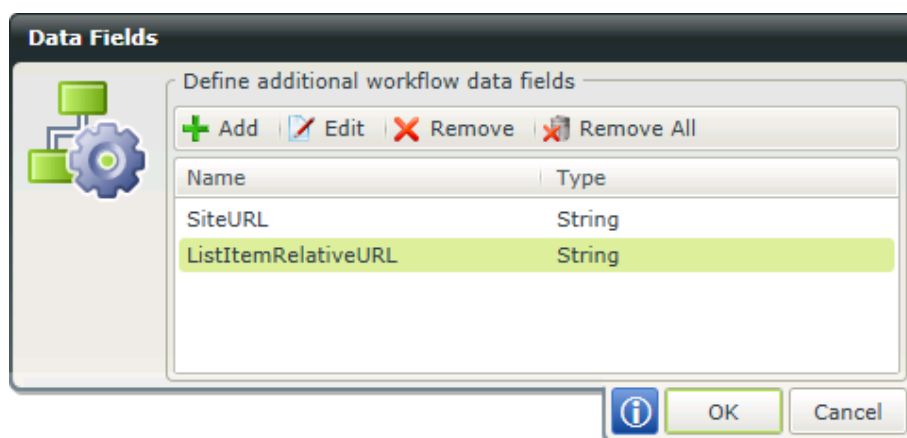 Data Fields
Define additional workflow data fields
Add Edit Remove Remove All
Name Type
SiteURL String
ListItemRelativeURL String
OK Cancel